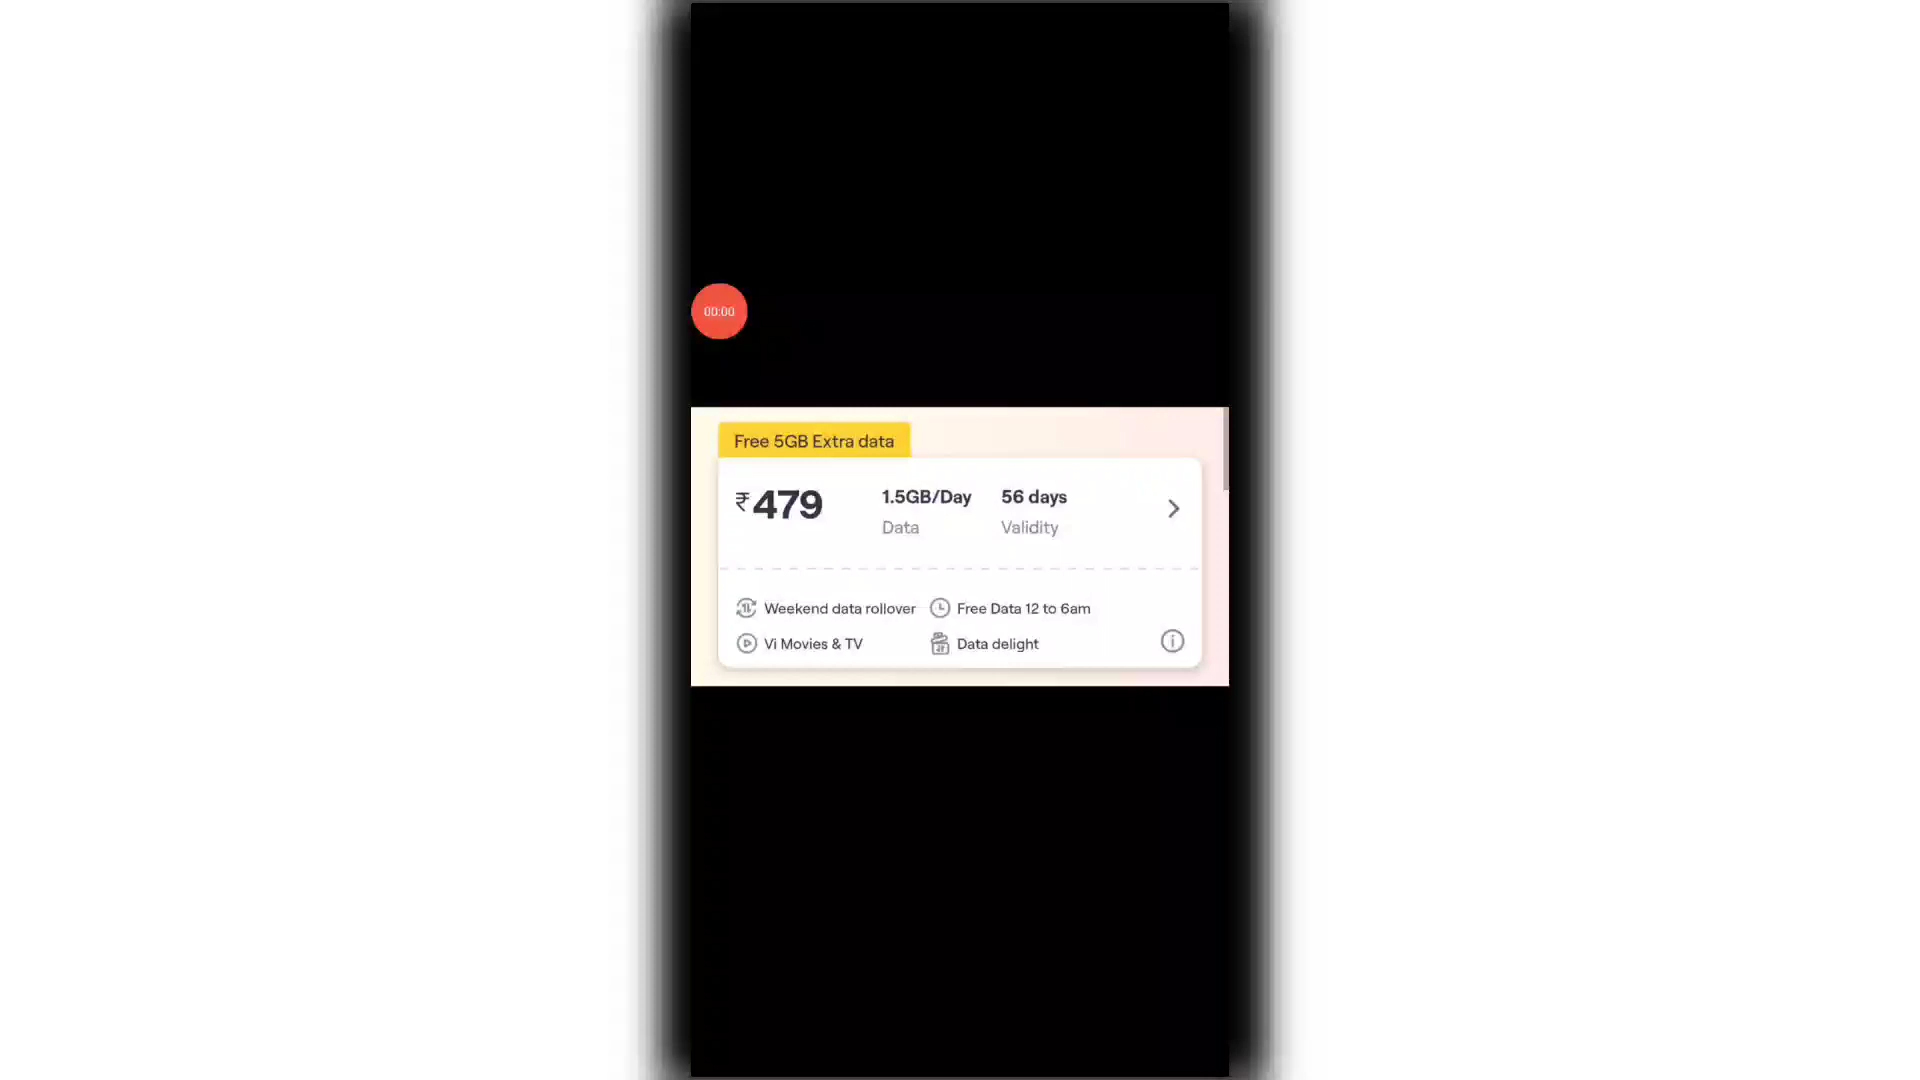 00:00
Free 5GB Extra data
₹479 1.5GB/Day 56 days
Data Validity
Weekend data rollover Free Data 12 to 6am
Vi Movies & TV Data delight